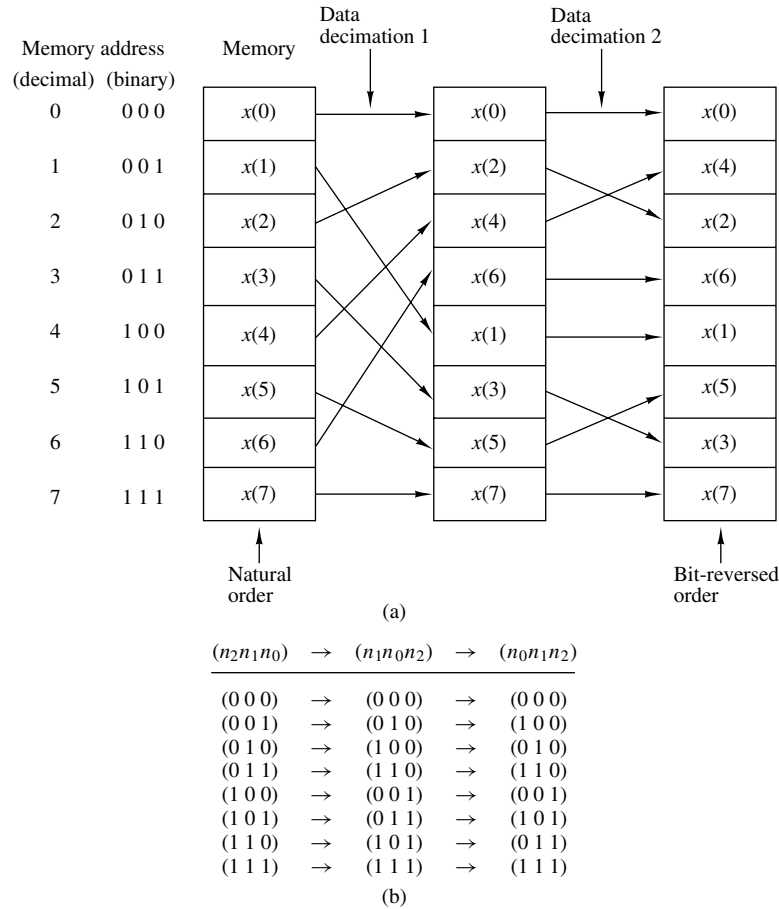 Data
decimation 1
Data
decimation 2
Memory address
Memory
(decimal) (binary)
0 0 0 0 x(0) x(0) x(0)
1 0 0 1 x(1) x(2) x(4)
2 0 1 0 x(2) x(4) x(2)
3 0 1 1 x(3) x(6) x(6)
4 1 0 0 x(4) x(1) x(1)
5 1 0 1 x(5) x(3) x(5)
6 1 1 0 x(6) x(5) x(3)
7 1 1 1 x(7) x(7) x(7)
Natural
order
Bit-reversed
order
(a)
(n₂n₁n₀) → (n₁n₀n₂) → (n₀n₁n₂)
(0 0 0) → (0 0 0) → (0 0 0)
(0 0 1) → (0 1 0) → (1 0 0)
(0 1 0) → (1 0 0) → (0 1 0)
(0 1 1) → (1 1 0) → (1 1 0)
(1 0 0) → (0 0 1) → (0 0 1)
(1 0 1) → (0 1 1) → (1 0 1)
(1 1 0) → (1 0 1) → (0 1 1)
(1 1 1) → (1 1 1) → (1 1 1)
(b)